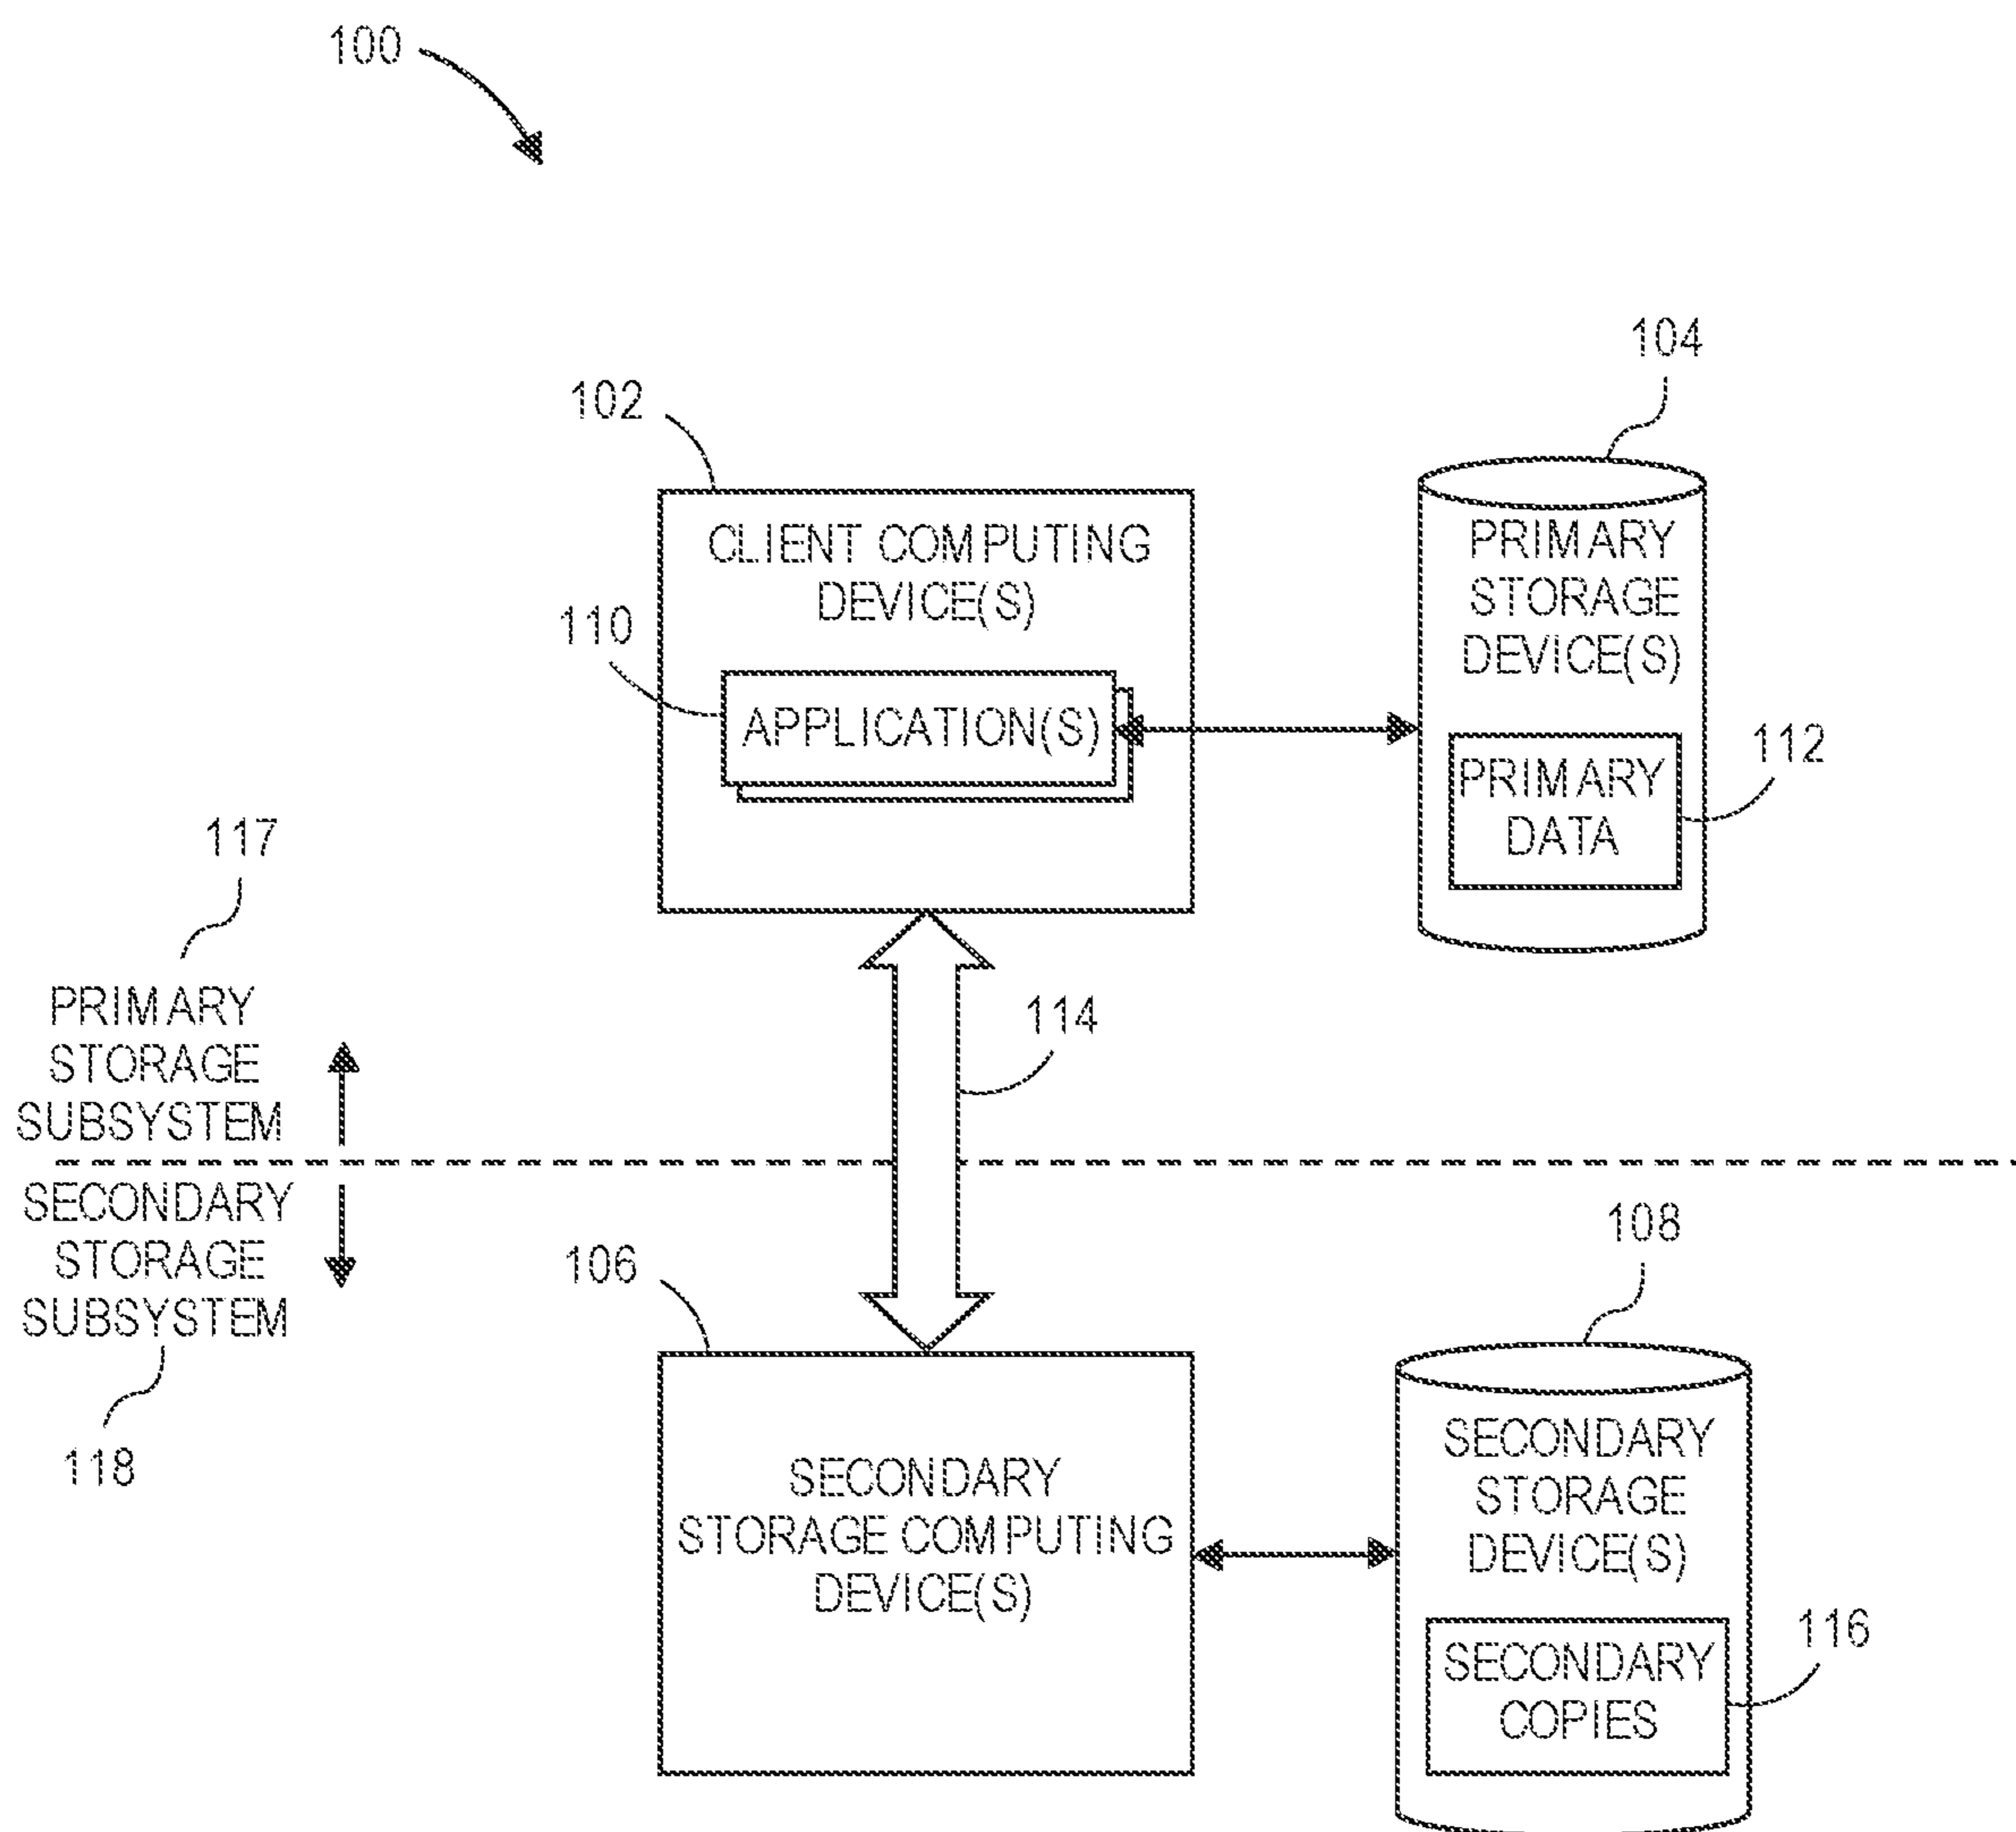 100
104
102
CLIENT COMPUTING
DEVICE(S)
PRIMARY
STORAGE
DEVICE(S)
110
APPLICATION(S)
PRIMARY
DATA
112
117
PRIMARY
STORAGE
SUBSYSTEM
114
SECONDARY
STORAGE
SUBSYSTEM
118
106
108
SECONDARY
STORAGE COMPUTING
DEVICE(S)
SECONDARY
STORAGE
DEVICE(S)
SECONDARY
COPIES
116